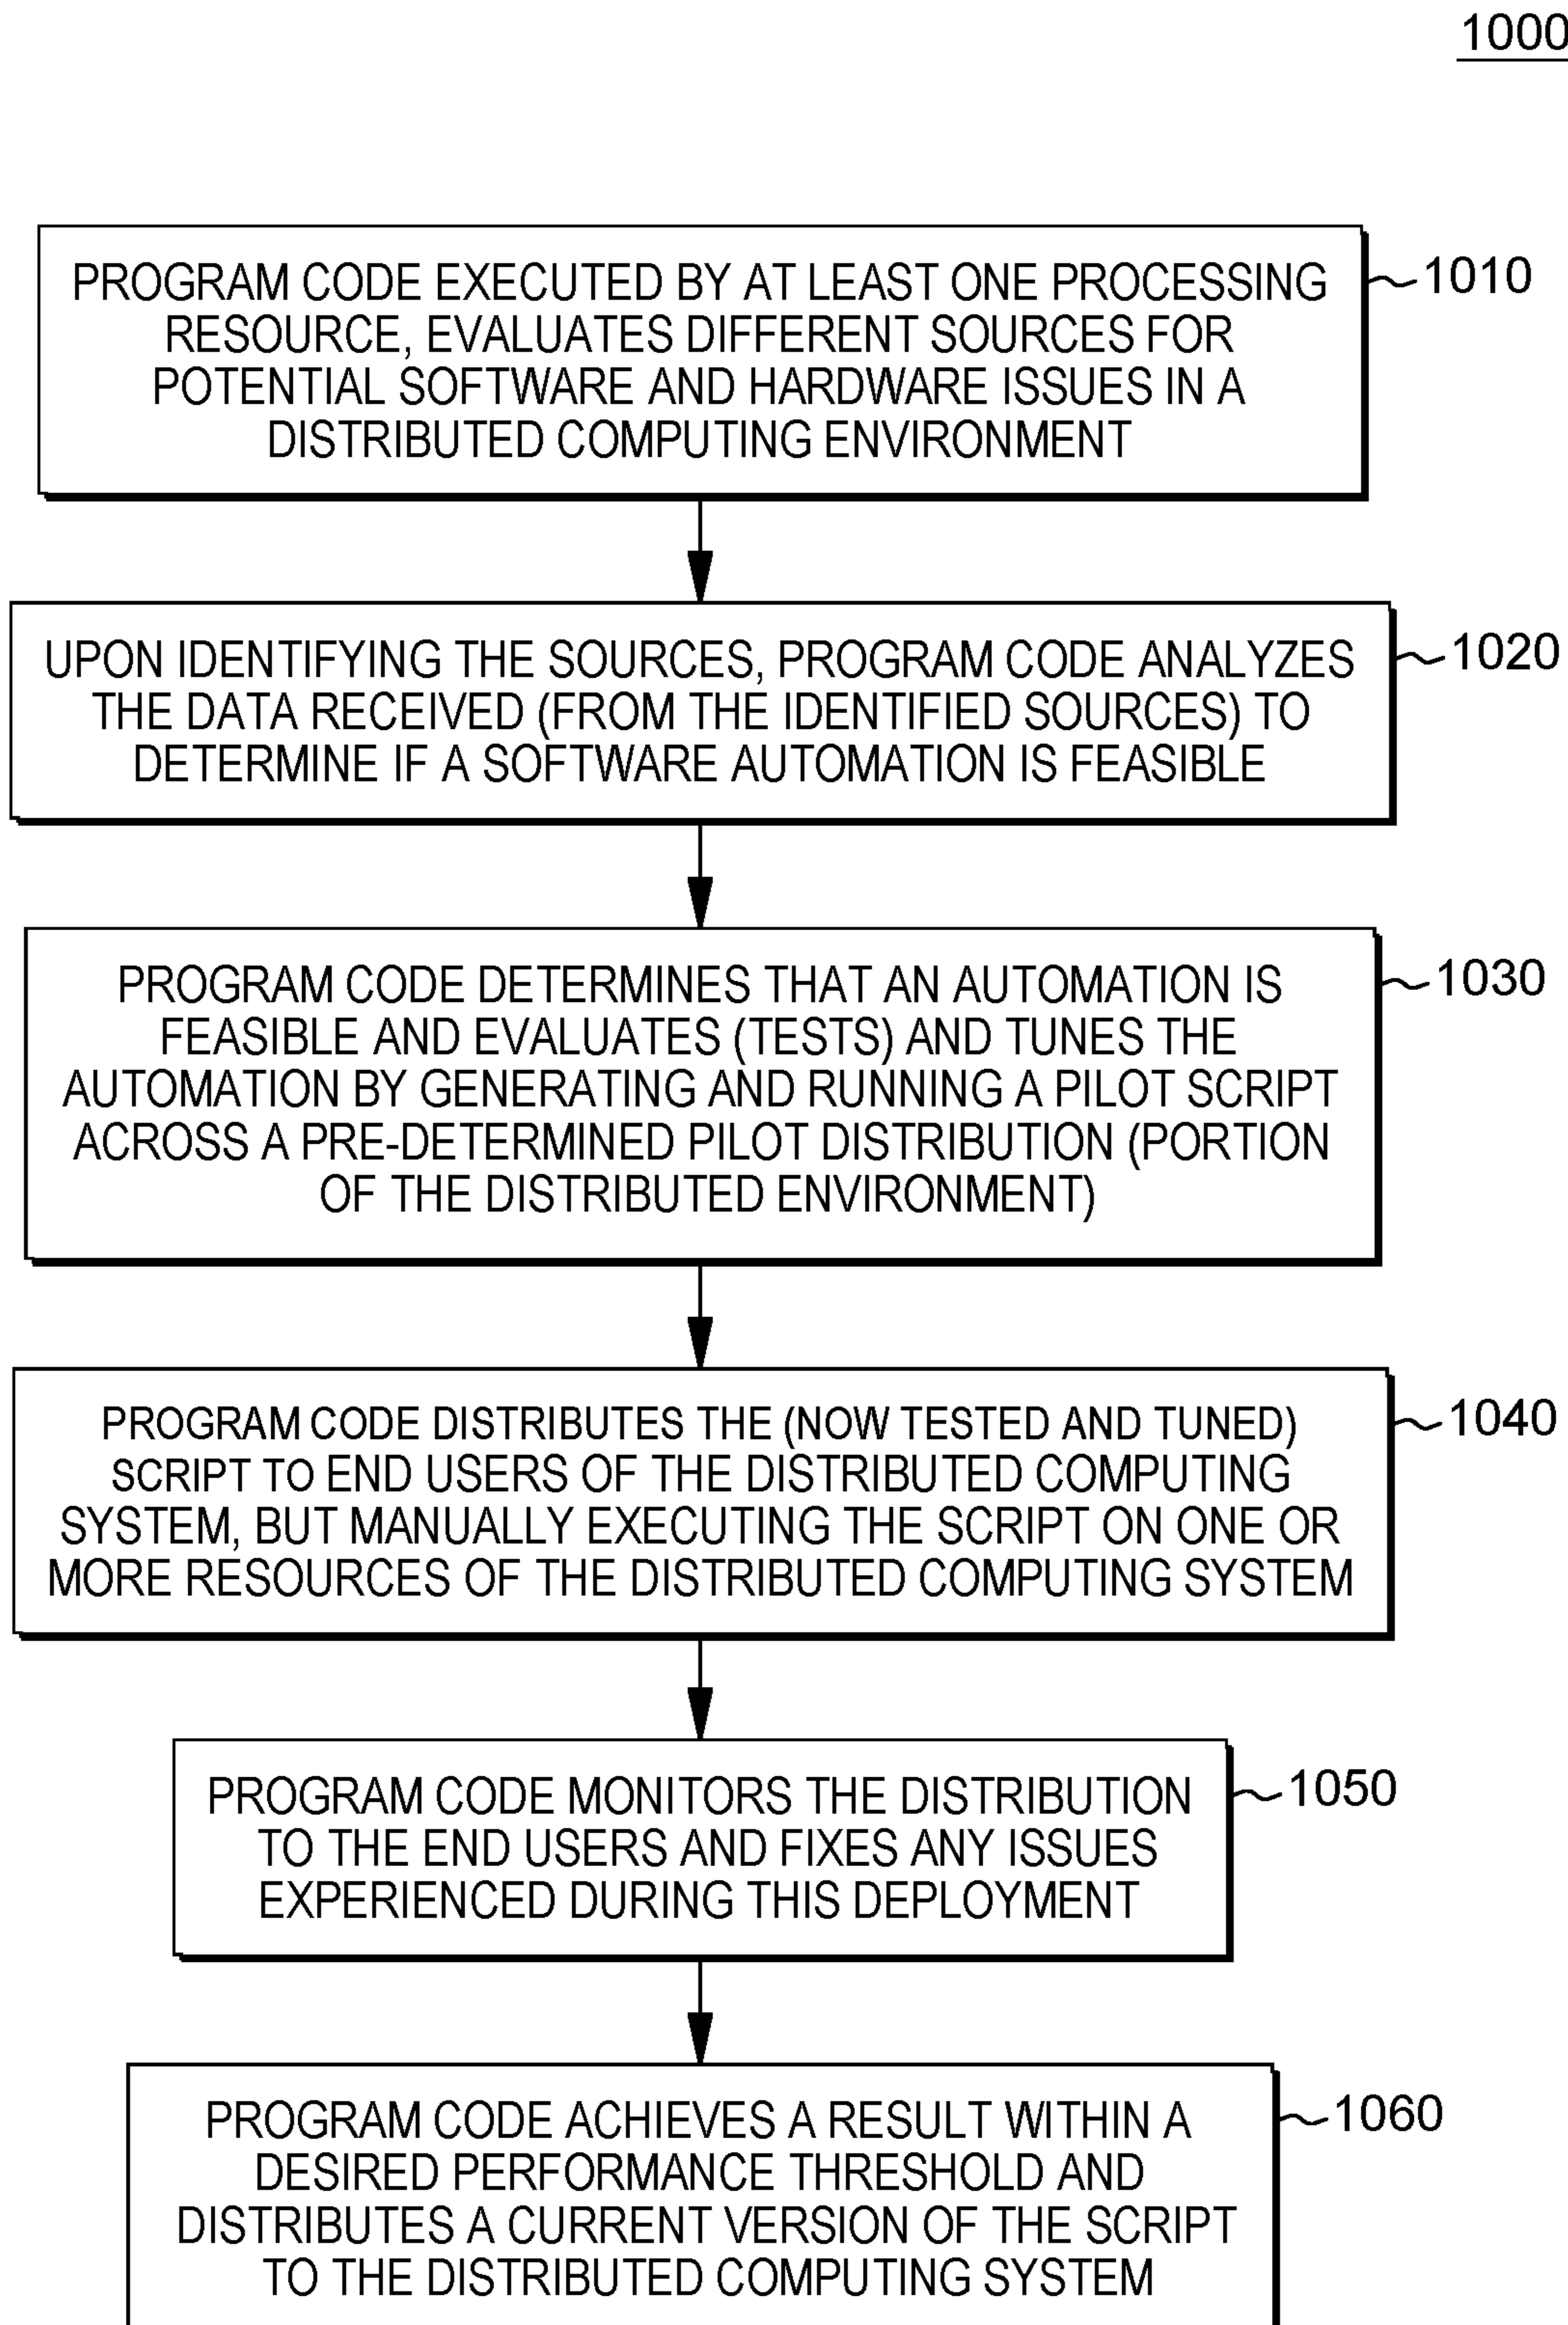 1000
PROGRAM CODE EXECUTED BY AT LEAST ONE PROCESSING
RESOURCE, EVALUATES DIFFERENT SOURCES FOR
POTENTIAL SOFTWARE AND HARDWARE ISSUES IN A
DISTRIBUTED COMPUTING ENVIRONMENT
1010
UPON IDENTIFYING THE SOURCES, PROGRAM CODE ANALYZES
THE DATA RECEIVED (FROM THE IDENTIFIED SOURCES) TO
DETERMINE IF A SOFTWARE AUTOMATION IS FEASIBLE
1020
PROGRAM CODE DETERMINES THAT AN AUTOMATION IS
FEASIBLE AND EVALUATES (TESTS) AND TUNES THE
AUTOMATION BY GENERATING AND RUNNING A PILOT SCRIPT
ACROSS A PRE-DETERMINED PILOT DISTRIBUTION (PORTION
OF THE DISTRIBUTED ENVIRONMENT)
1030
PROGRAM CODE DISTRIBUTES THE (NOW TESTED AND TUNED)
SCRIPT TO END USERS OF THE DISTRIBUTED COMPUTING
SYSTEM, BUT MANUALLY EXECUTING THE SCRIPT ON ONE OR
MORE RESOURCES OF THE DISTRIBUTED COMPUTING SYSTEM
1040
PROGRAM CODE MONITORS THE DISTRIBUTION
TO THE END USERS AND FIXES ANY ISSUES
EXPERIENCED DURING THIS DEPLOYMENT
1050
PROGRAM CODE ACHIEVES A RESULT WITHIN A
DESIRED PERFORMANCE THRESHOLD AND
DISTRIBUTES A CURRENT VERSION OF THE SCRIPT
TO THE DISTRIBUTED COMPUTING SYSTEM
1060